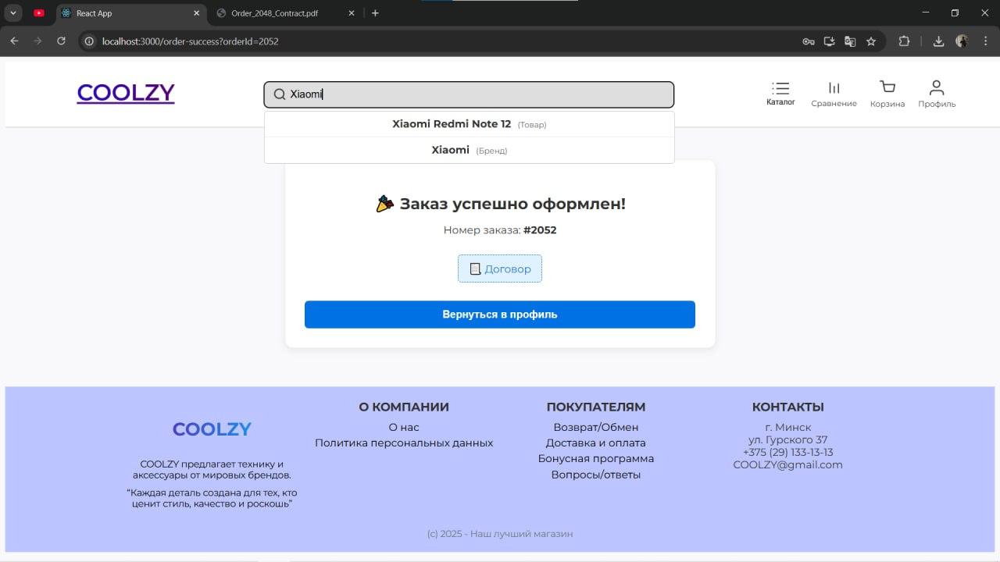 React App
Order_2048_Contract.pdf
localhost:3000/order-success?orderId=2052
COOLZY
Xiaomi
Каталог
Сравнение
Корзина
Профиль
Xiaomi Redmi Note 12 (Товар)
Xiaomi (Бренд)
Заказ успешно оформлен!
Номер заказа: #2052
Договор
Вернуться в профиль
COOLZY
COOLZY предлагает технику и
аксессуары от мировых брендов.
“Каждая деталь создана для тех, кто
ценит стиль, качество и роскошь”
О КОМПАНИИ
О нас
Политика персональных данных
ПОКУПАТЕЛЯМ
Возврат/Обмен
Доставка и оплата
Бонусная программа
Вопросы/ответы
КОНТАКТЫ
г. Минск
ул. Гурского 37
+375 (29) 133-13-13
COOLZY@gmail.com
(c) 2025 - Наш лучший магазин